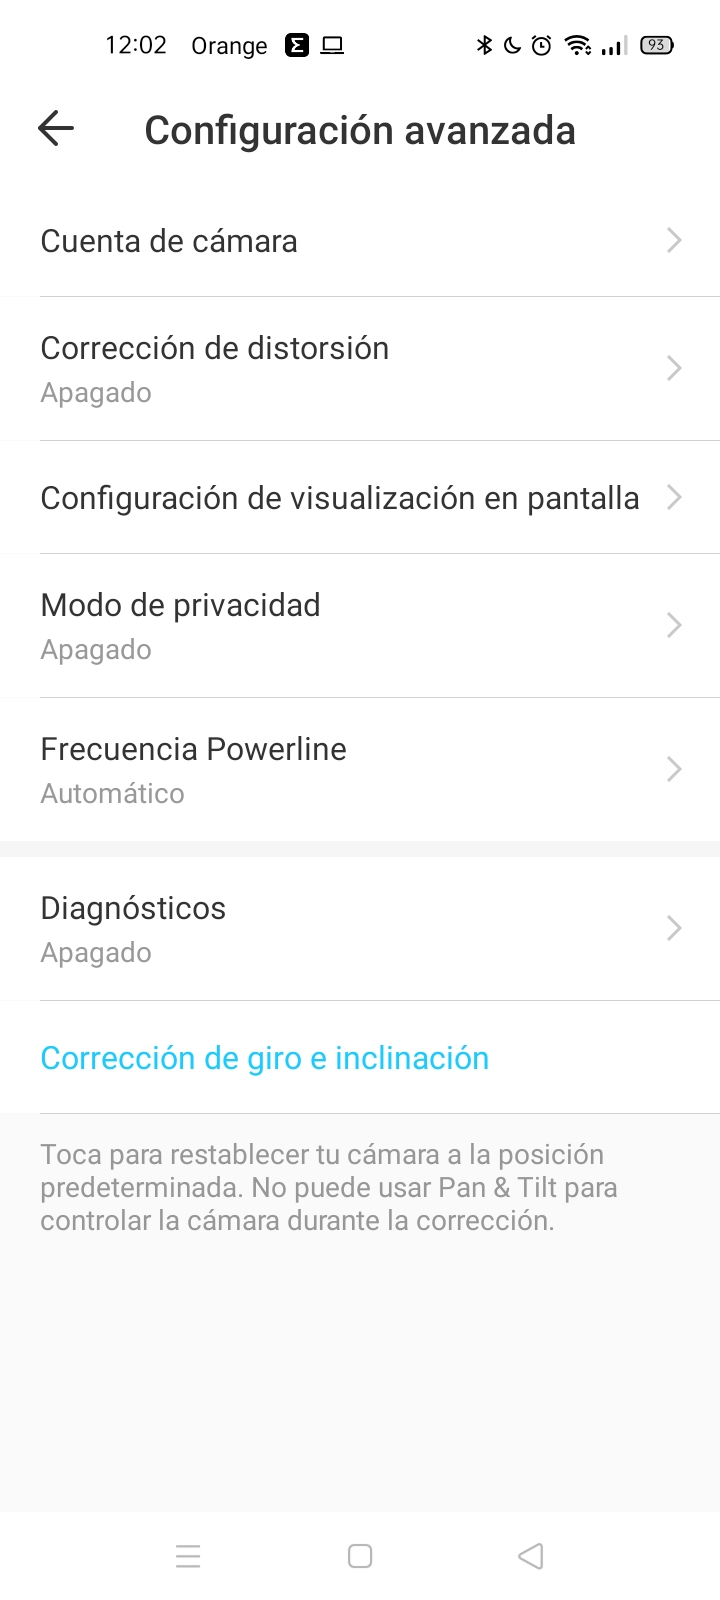 12:02 Orange 93
Configuración avanzada
Cuenta de cámara
Corrección de distorsión
Apagado
Configuración de visualización en pantalla
Modo de privacidad
Apagado
Frecuencia Powerline
Automático
Diagnósticos
Apagado
Corrección de giro e inclinación
Toca para restablecer tu cámara a la posición
predeterminada. No puede usar Pan & Tilt para
controlar la cámara durante la corrección.